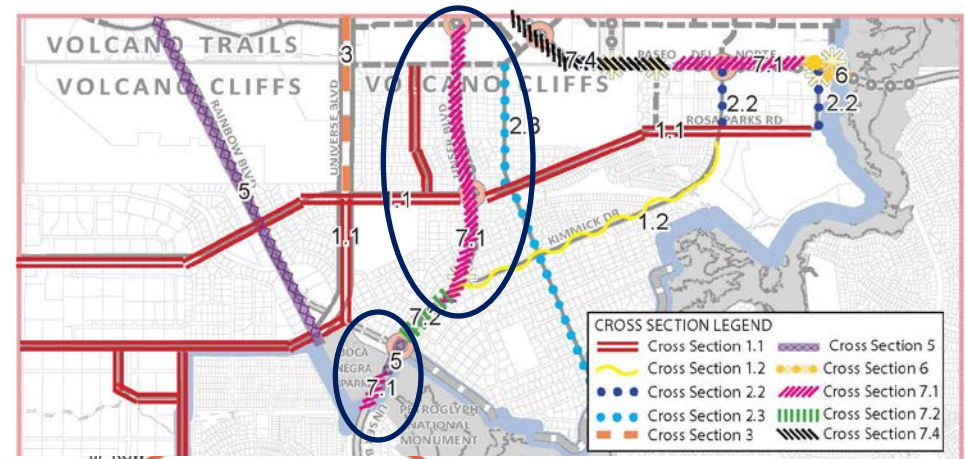 VOLCANO TRAILS
VOLCANO CLIFFS
VOLCANO CLIFFS
3
7.4
PASEO DEL NORTE
7.1
6
2.2
2.2
ROSA PARKS RD
1.1
2.3
RAINBOW BLVD
UNIVERSE BLVD
UNSER BLVD
5
1.1
1.1
7.1
KIMMICK DR
1.2
7.2
5
BOCA
NEGRA
PARK
7.1
PETROGLYPH
NATIONAL
MONUMENT
CROSS SECTION LEGEND
Cross Section 1.1
Cross Section 1.2
Cross Section 2.2
Cross Section 2.3
Cross Section 3
Cross Section 5
Cross Section 6
Cross Section 7.1
Cross Section 7.2
Cross Section 7.4